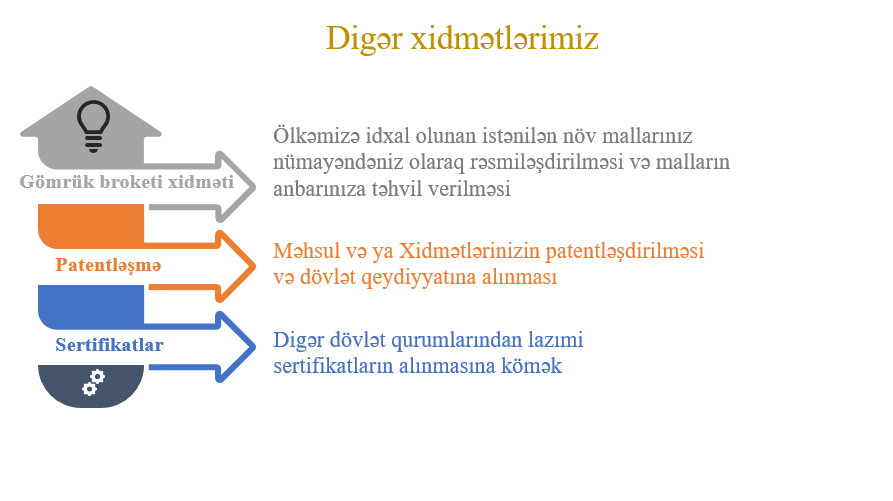 Digər xidmətlərimiz
Gömrük broketi xidməti
Ölkəmizə idxal olunan istənilən növ mallarınız
nümayəndəniz olaraq rəsmiləşdirilməsi və malların
anbarınıza təhvil verilməsi
Patentləşmə
Məhsul və ya Xidmətlərinizin patentləşdirilməsi
və dövlət qeydiyyatına alınması
Sertifikatlar
Digər dövlət qurumlarından lazımi
sertifikatların alınmasına kömək